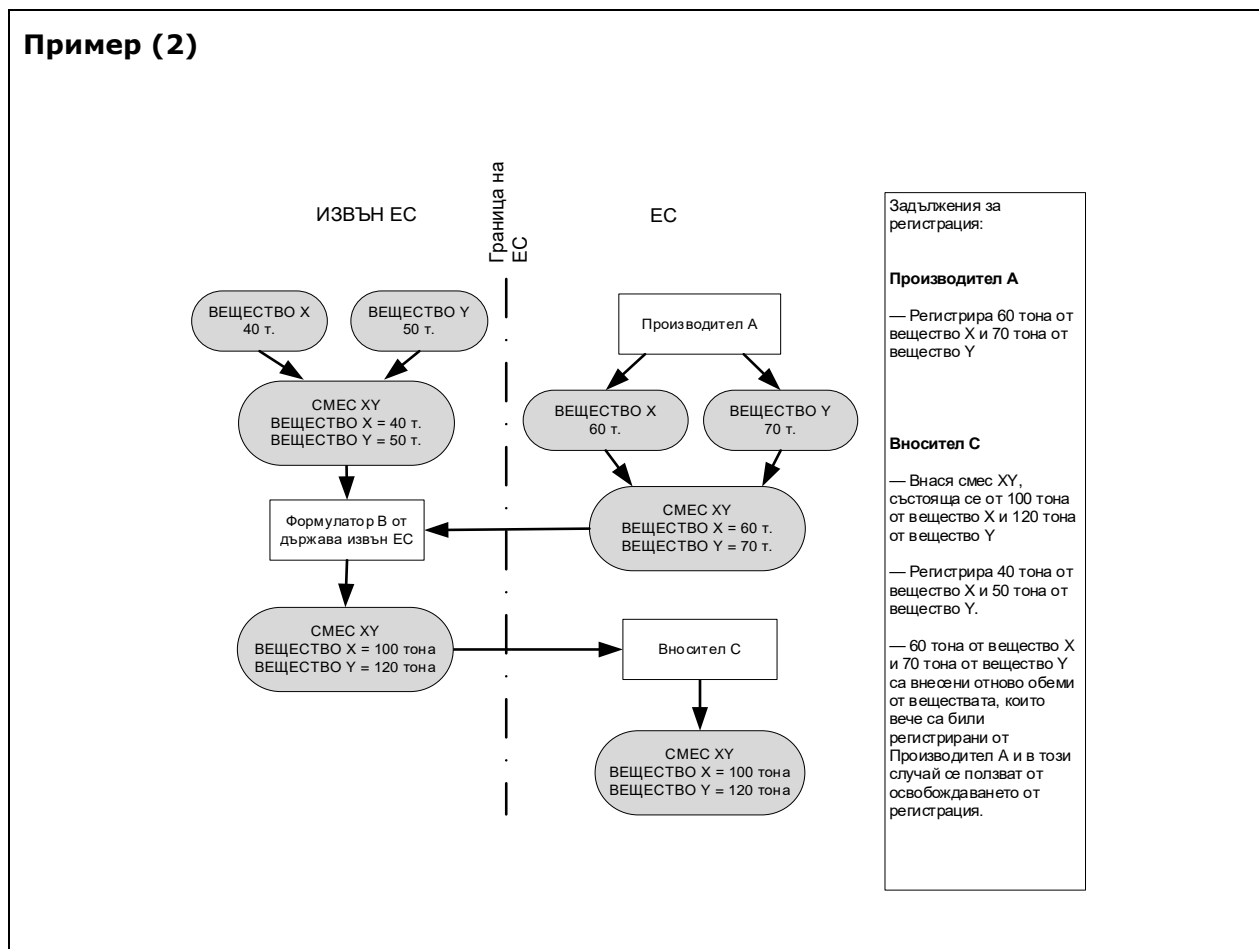 Пример (2)
ИЗВЪН ЕС
Граница на
ЕС
ЕС
ВЕЩЕСТВО X
40 т.
ВЕЩЕСТВО Y
50 т.
Производител A
СМЕС XY
ВЕЩЕСТВО X = 40 т.
ВЕЩЕСТВО Y = 50 т.
ВЕЩЕСТВО X
60 т.
ВЕЩЕСТВО Y
70 т.
Формулатор B от
държава извън ЕС
СМЕС XY
ВЕЩЕСТВО X = 60 т.
ВЕЩЕСТВО Y = 70 т.
СМЕС XY
ВЕЩЕСТВО X = 100 тона
ВЕЩЕСТВО Y = 120 тона
Вносител C
СМЕС XY
ВЕЩЕСТВО X = 100 тона
ВЕЩЕСТВО Y = 120 тона
Задължения за
регистрация:
Производител A
— Регистрира 60 тона от
вещество X и 70 тона от
вещество Y
Вносител C
— Внася смес XY,
състояща се от 100 тона
от вещество X и 120 тона
от вещество Y
— Регистрира 40 тона от
вещество X и 50 тона от
вещество Y.
— 60 тона от вещество X
и 70 тона от вещество Y
са внесени отново обеми
от веществата, които
вече са били
регистрирани от
Производител A и в този
случай се ползват от
освобождаването от
регистрация.